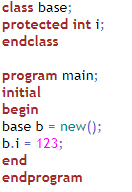 class base;
protected int i;
endclass

program main;
initial
begin
base b = new();
b.i = 123;
end
endprogram